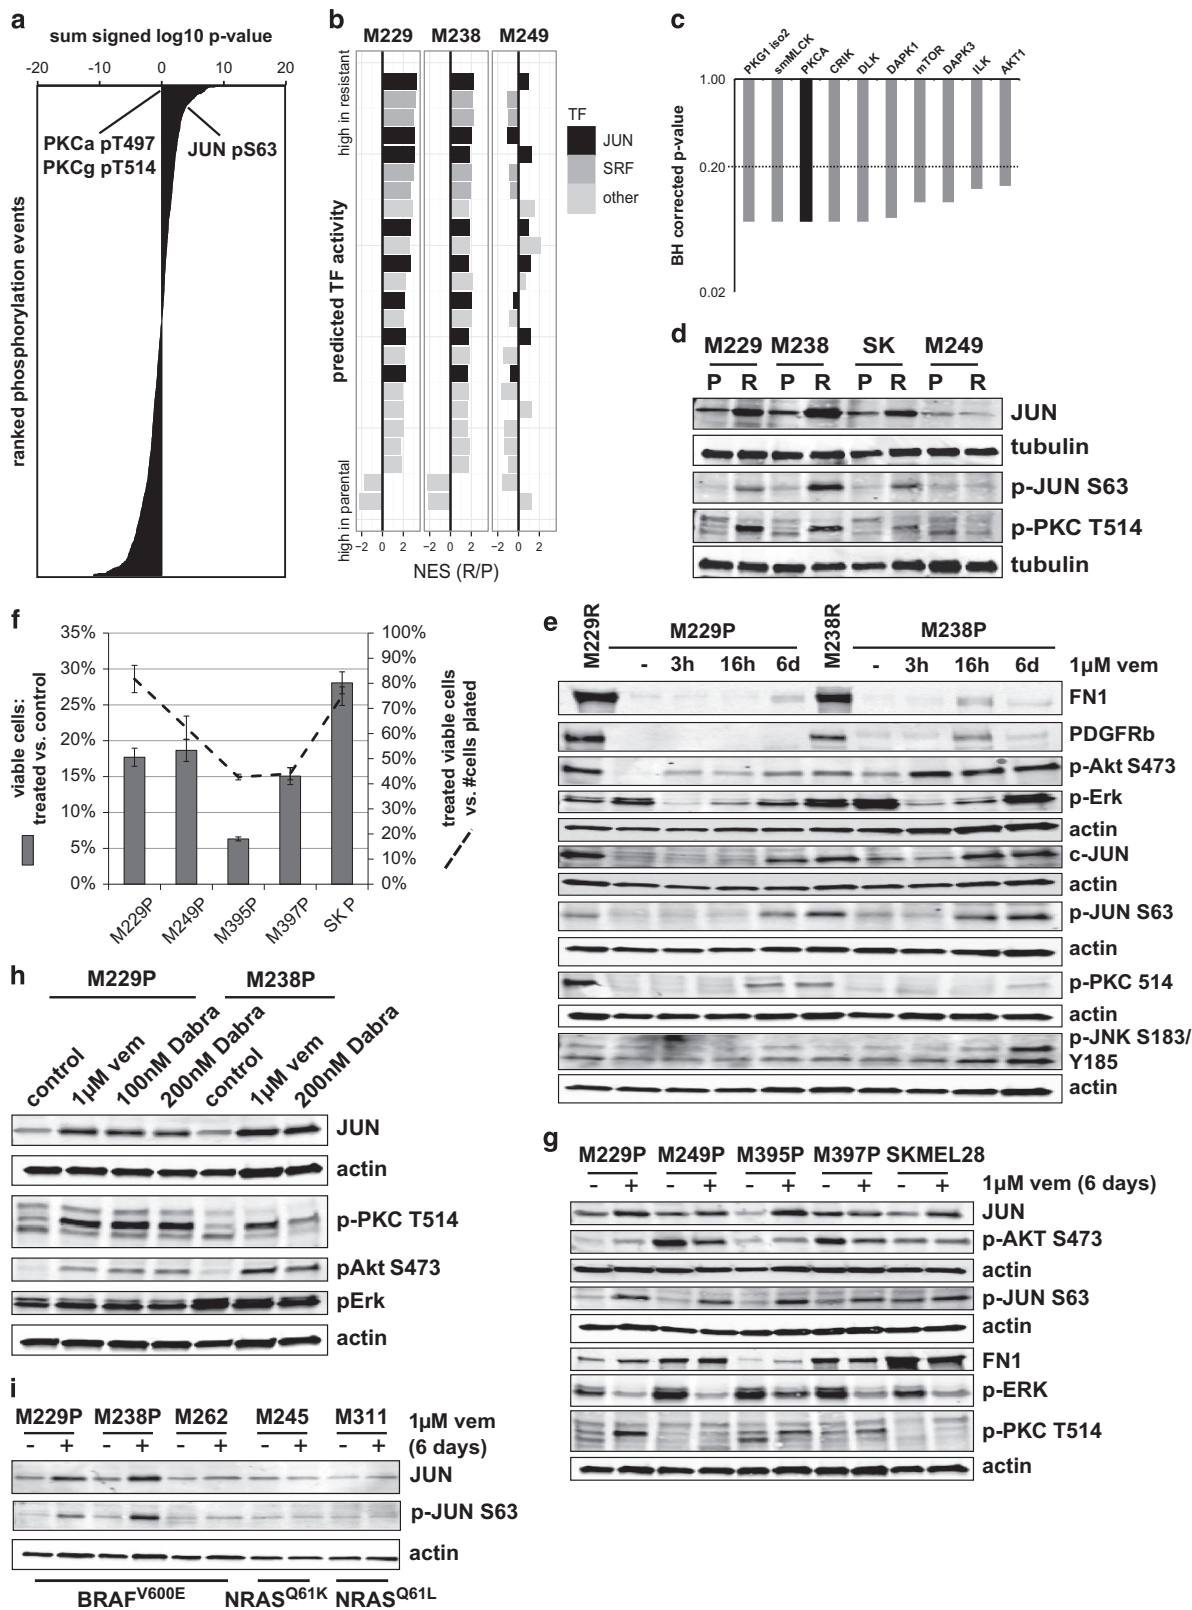 a
sum signed log10 p-value
-20 -10 0 10 20
PKCa pT497
PKCg pT514
JUN pS63
ranked phosphorylation events
b
M229 M238 M249
high in resistant
predicted TF activity
high in parental
−2 0 2 −2 0 2 −2 0 2
NES (R/P)
TF
JUN
SRF
other
c
PKG1 iso2 smMLCK PKCA CRIK DLK DAPK1 mTOR DAPK3 ILK AKT1
BH corrected p-value
1.00
0.20
0.02
d
M229 M238 SK M249
P R P R P R P R
JUN
tubulin
p-JUN S63
p-PKC T514
tubulin
f
viable cells:
treated vs. control
35%
30%
25%
20%
15%
10%
5%
0%
100%
90%
80%
70%
60%
50%
40%
30%
20%
10%
0%
treated viable cells
vs. #cells plated
M229P M249P M395P M397P SK P
e
M229R M229P M238R M238P
- 3h 16h 6d - 3h 16h 6d 1µM vem
FN1
PDGFRb
p-Akt S473
p-Erk
actin
c-JUN
actin
p-JUN S63
actin
p-PKC 514
actin
p-JNK S183/
Y185
actin
h
M229P M238P
control 1µM vem 100nM Dabra 200nM Dabra control 1µM vem 200nM Dabra
JUN
actin
p-PKC T514
pAkt S473
pErk
actin
g
M229P M249P M395P M397P SKMEL28
- + - + - + - + - + 1µM vem (6 days)
JUN
p-AKT S473
actin
p-JUN S63
actin
FN1
p-ERK
p-PKC T514
actin
i
M229P M238P M262 M245 M311 1µM vem
- + - + - + - + - + (6 days)
JUN
p-JUN S63
actin
BRAF^V600E NRAS^Q61K NRAS^Q61L